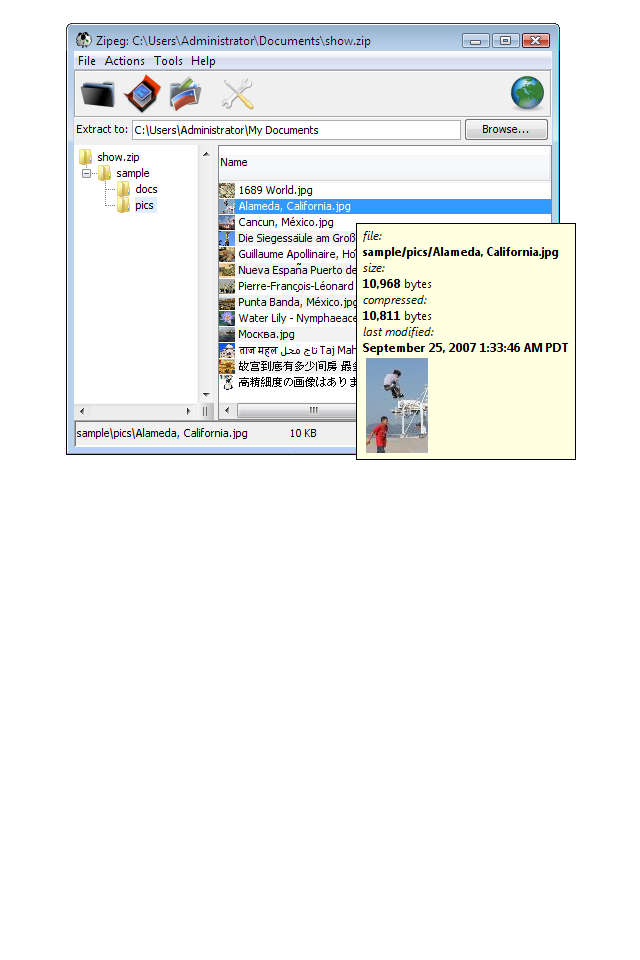 Zipeg: C:\Users\Administrator\Documents\show.zip
File Actions Tools Help
Extract to: C:\Users\Administrator\My Documents Browse...
show.zip
sample
docs
pics
Name
1689 World.jpg
Alameda, California.jpg
Cancun, México.jpg
Die Siegessäule am Groß
Guillaume Apollinaire,
Nueva España Puerto de
Pierre-François-Léonard
Punta Banda, México.jpg
Water Lily - Nymphaeace
Москва.jpg
ताज महल تاج محل Taj Mah
故宫到底有多少间房
高精細度の画像はありま
file:
sample/pics/Alameda, California.jpg
size:
10,968 bytes
compressed:
10,811 bytes
last modified:
September 25, 2007 1:33:46 AM PDT
sample\pics\Alameda, California.jpg 10 KB